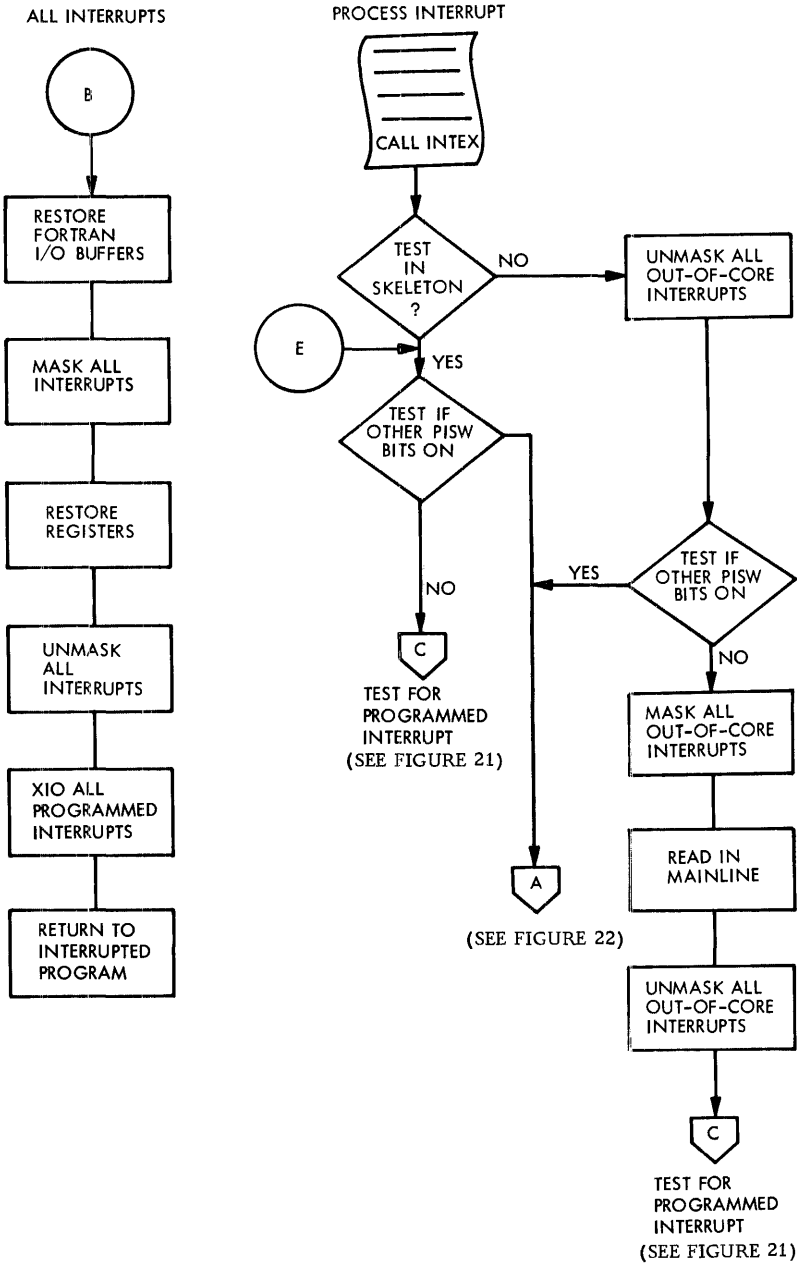 ALL INTERRUPTS
B
RESTORE
FORTRAN
I/O BUFFERS
MASK ALL
INTERRUPTS
RESTORE
REGISTERS
UNMASK
ALL
INTERRUPTS
XIO ALL
PROGRAMMED
INTERRUPTS
RETURN TO
INTERRUPTED
PROGRAM
PROCESS INTERRUPT
CALL INTEX
TEST
IN
SKELETON
?
NO
E
YES
TEST IF
OTHER PISW
BITS ON
NO
C
TEST FOR
PROGRAMMED
INTERRUPT
(SEE FIGURE 21)
A
(SEE FIGURE 22)
UNMASK ALL
OUT-OF-CORE
INTERRUPTS
TEST IF
OTHER PISW
BITS ON
YES
NO
MASK ALL
OUT-OF-CORE
INTERRUPTS
READ IN
MAINLINE
UNMASK ALL
OUT-OF-CORE
INTERRUPTS
C
TEST FOR
PROGRAMMED
INTERRUPT
(SEE FIGURE 21)